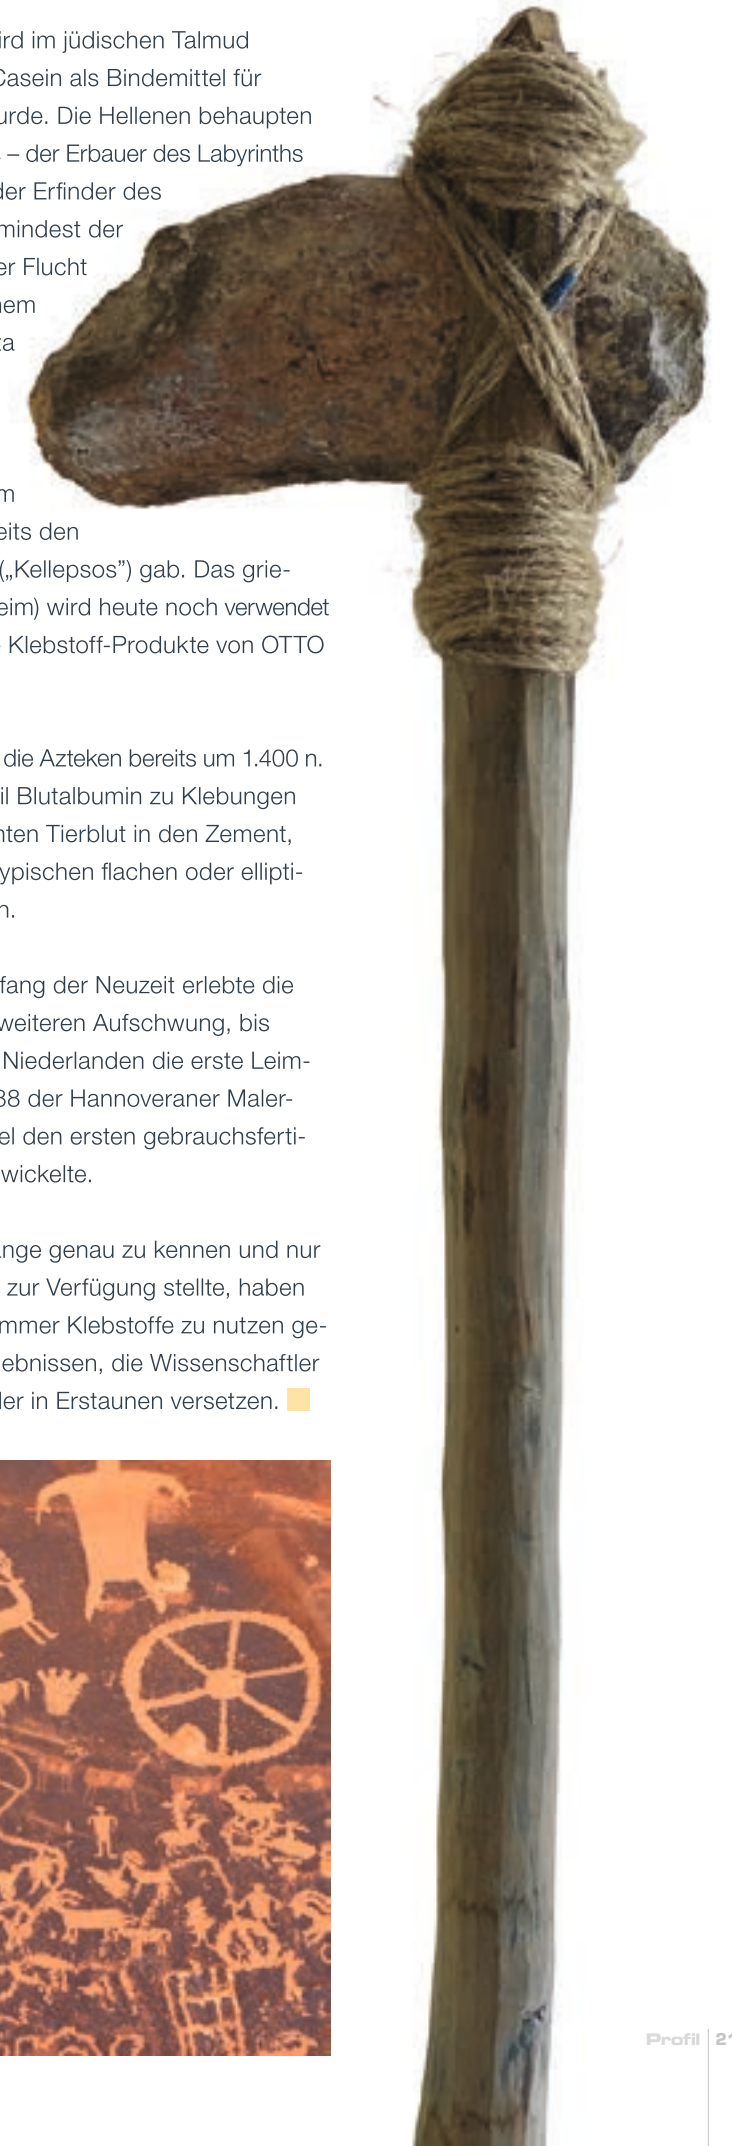 ird im jüdischen Talmud
Casein als Bindemittel für
urde. Die Hellenen behaupten
– der Erbauer des Labyrinths
der Erfinder des
mindest der
er Flucht
nem
za
m
eits den
(„Kellepsos”) gab. Das grie-
eim) wird heute noch verwendet
Klebstoff-Produkte von OTTO
die Azteken bereits um 1.400 n.
il Blutalbumin zu Klebungen
nten Tierblut in den Zement,
ypischen flachen oder ellipti-
n.
fang der Neuzeit erlebte die
weiteren Aufschwung, bis
Niederlanden die erste Leim-
38 der Hannoveraner Maler-
el den ersten gebrauchsferti-
wickelte.
ange genau zu kennen und nur
zur Verfügung stellte, haben
mmer Klebstoffe zu nutzen ge-
ebnissen, die Wissenschaftler
ler in Erstaunen versetzen.
Profil 21